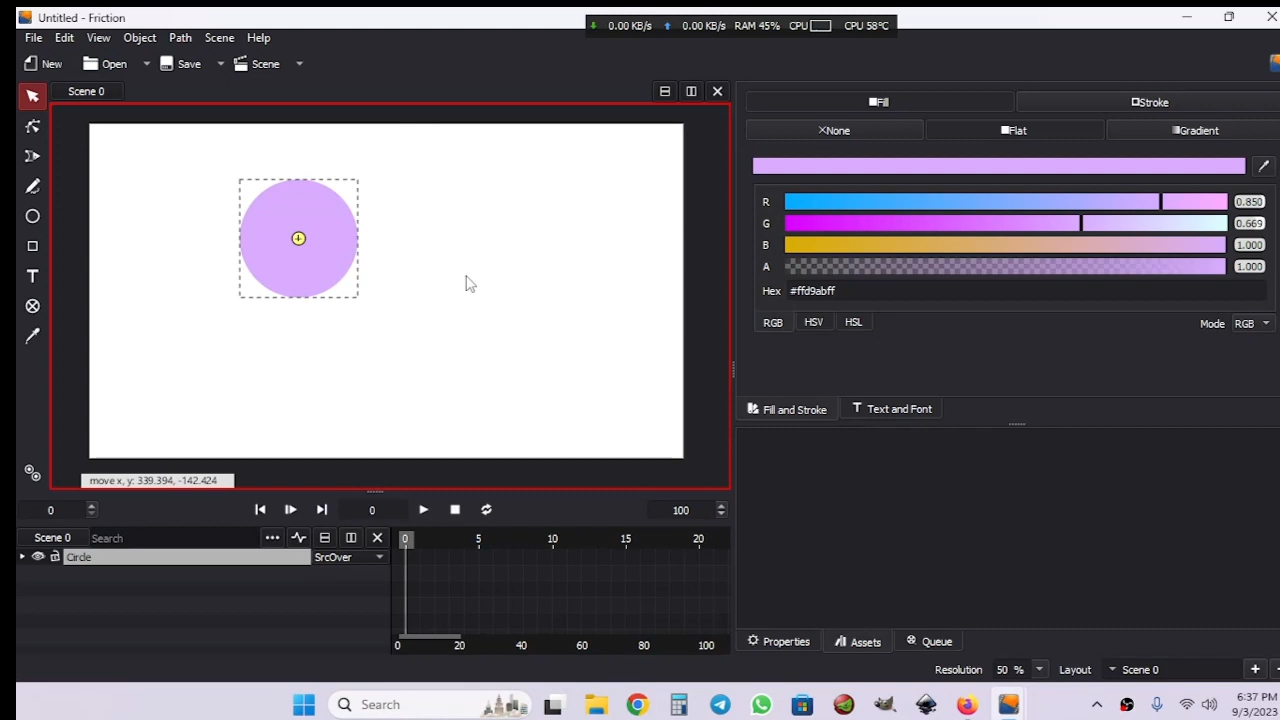 Untitled - Friction
0.00 KB/s 0.00 KB/s RAM 45% CPU CPU 58°C
File Edit View Object Path Scene Help
New Open Save Scene
Scene 0
Fill Stroke
None Flat Gradient
R 0.850
G 0.669
B 1.000
A 1.000
Hex #ffd9abff
RGB HSV HSL Mode RGB
Fill and Stroke Text and Font
move x, y: 339.394, -142.424
0 0 100
Scene 0 Search 0 5 10 15 20
Circle SrcOver
0 20 40 60 80 100
Properties Assets Queue
Resolution 50 % Layout Scene 0
Search
6:37 PM
9/3/2023